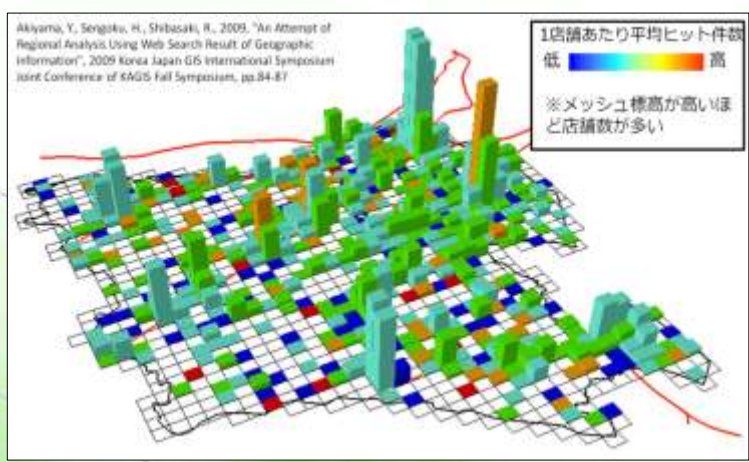 Akiyama, Y., Sengoku, H., Shibasaki, R., 2009, "An Attempt of
Regional Analysis Using Web Search Result of Geographic
Information", 2009 Korea Japan GIS International Symposium
Joint Conference of KAGIS Fall Symposium, pp.84-87
1店舗あたり平均ヒット件数
低 高
※メッシュ標高が高いほ
ど店舗数が多い